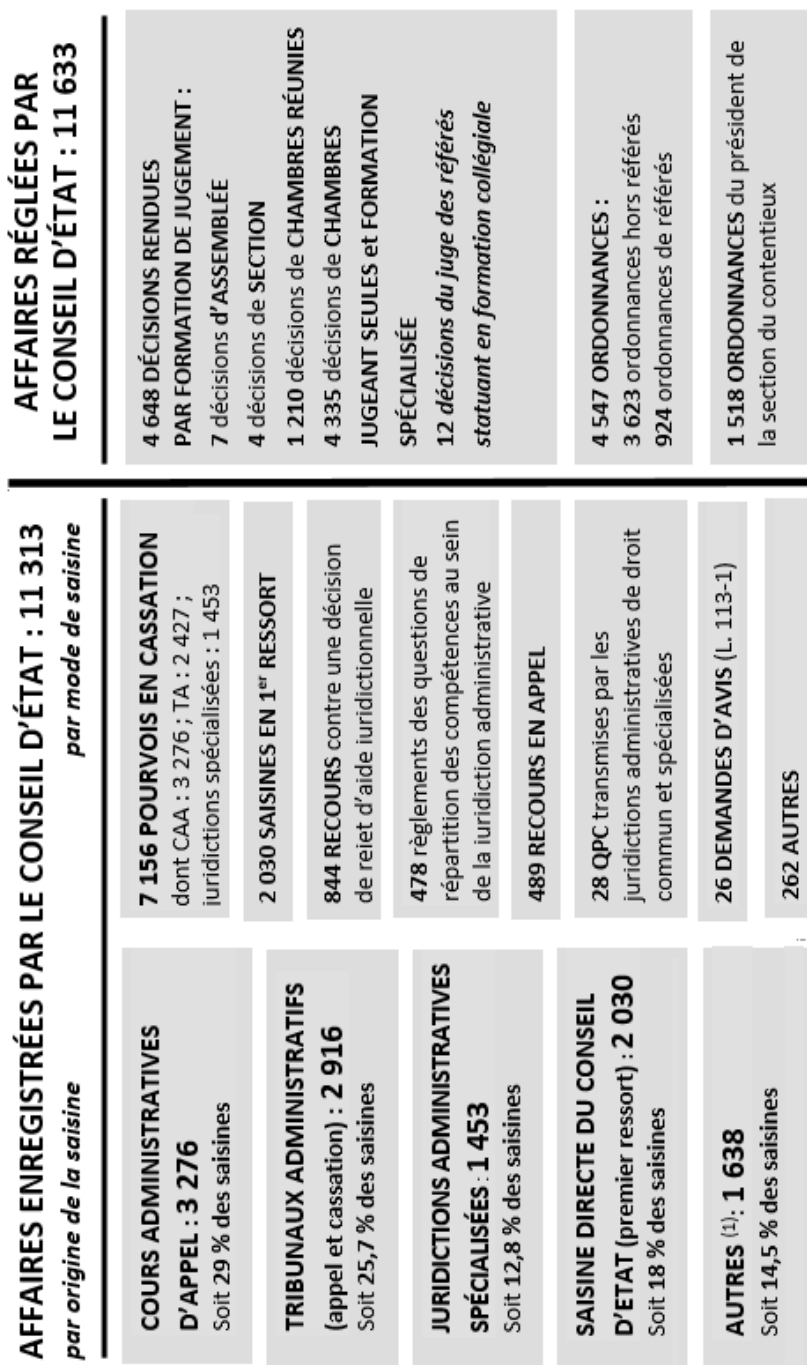 AFFAIRES ENREGISTRÉES PAR LE CONSEIL D'ÉTAT : 11 313
par origine de la saisine
par mode de saisine
COURS ADMINISTRATIVES
D'APPEL : 3 276
Soit 29 % des saisines
TRIBUNAUX ADMINISTRATIFS
(appel et cassation) : 2 916
Soit 25,7 % des saisines
JURIDICTIONS ADMINISTRATIVES
SPÉCIALISÉES : 1 453
Soit 12,8 % des saisines
SAISINE DIRECTE DU CONSEIL
D'ETAT (premier ressort) : 2 030
Soit 18 % des saisines
AUTRES (1) : 1 638
Soit 14,5 % des saisines
7 156 POURVOIS EN CASSATION
dont CAA : 3 276 ; TA : 2 427 ;
juridictions spécialisées : 1 453
2 030 SAISINES EN 1er RESSORT
844 RECOURS contre une décision
de reiet d'aide iuridictionnelle
478 règlements des questions de
répartition des compétences au sein
de la iuridiction administrative
489 RECOURS EN APPEL
28 QPC transmises par les
juridictions administratives de droit
commun et spécialisées
26 DEMANDES D'AVIS (L. 113-1)
262 AUTRES
AFFAIRES RÉGLÉES PAR
LE CONSEIL D'ÉTAT : 11 633
4 648 DÉCISIONS RENDUES
PAR FORMATION DE JUGEMENT :
7 décisions d'ASSEMBLÉE
4 décisions de SECTION
1 210 décisions de CHAMBRES RÉUNIES
4 335 décisions de CHAMBRES
JUGEANT SEULES et FORMATION
SPÉCIALISÉE
12 décisions du juge des référés
statuant en formation collégiale
4 547 ORDONNANCES :
3 623 ordonnances hors référés
924 ordonnances de référés
1 518 ORDONNANCES du président de
la section du contentieux